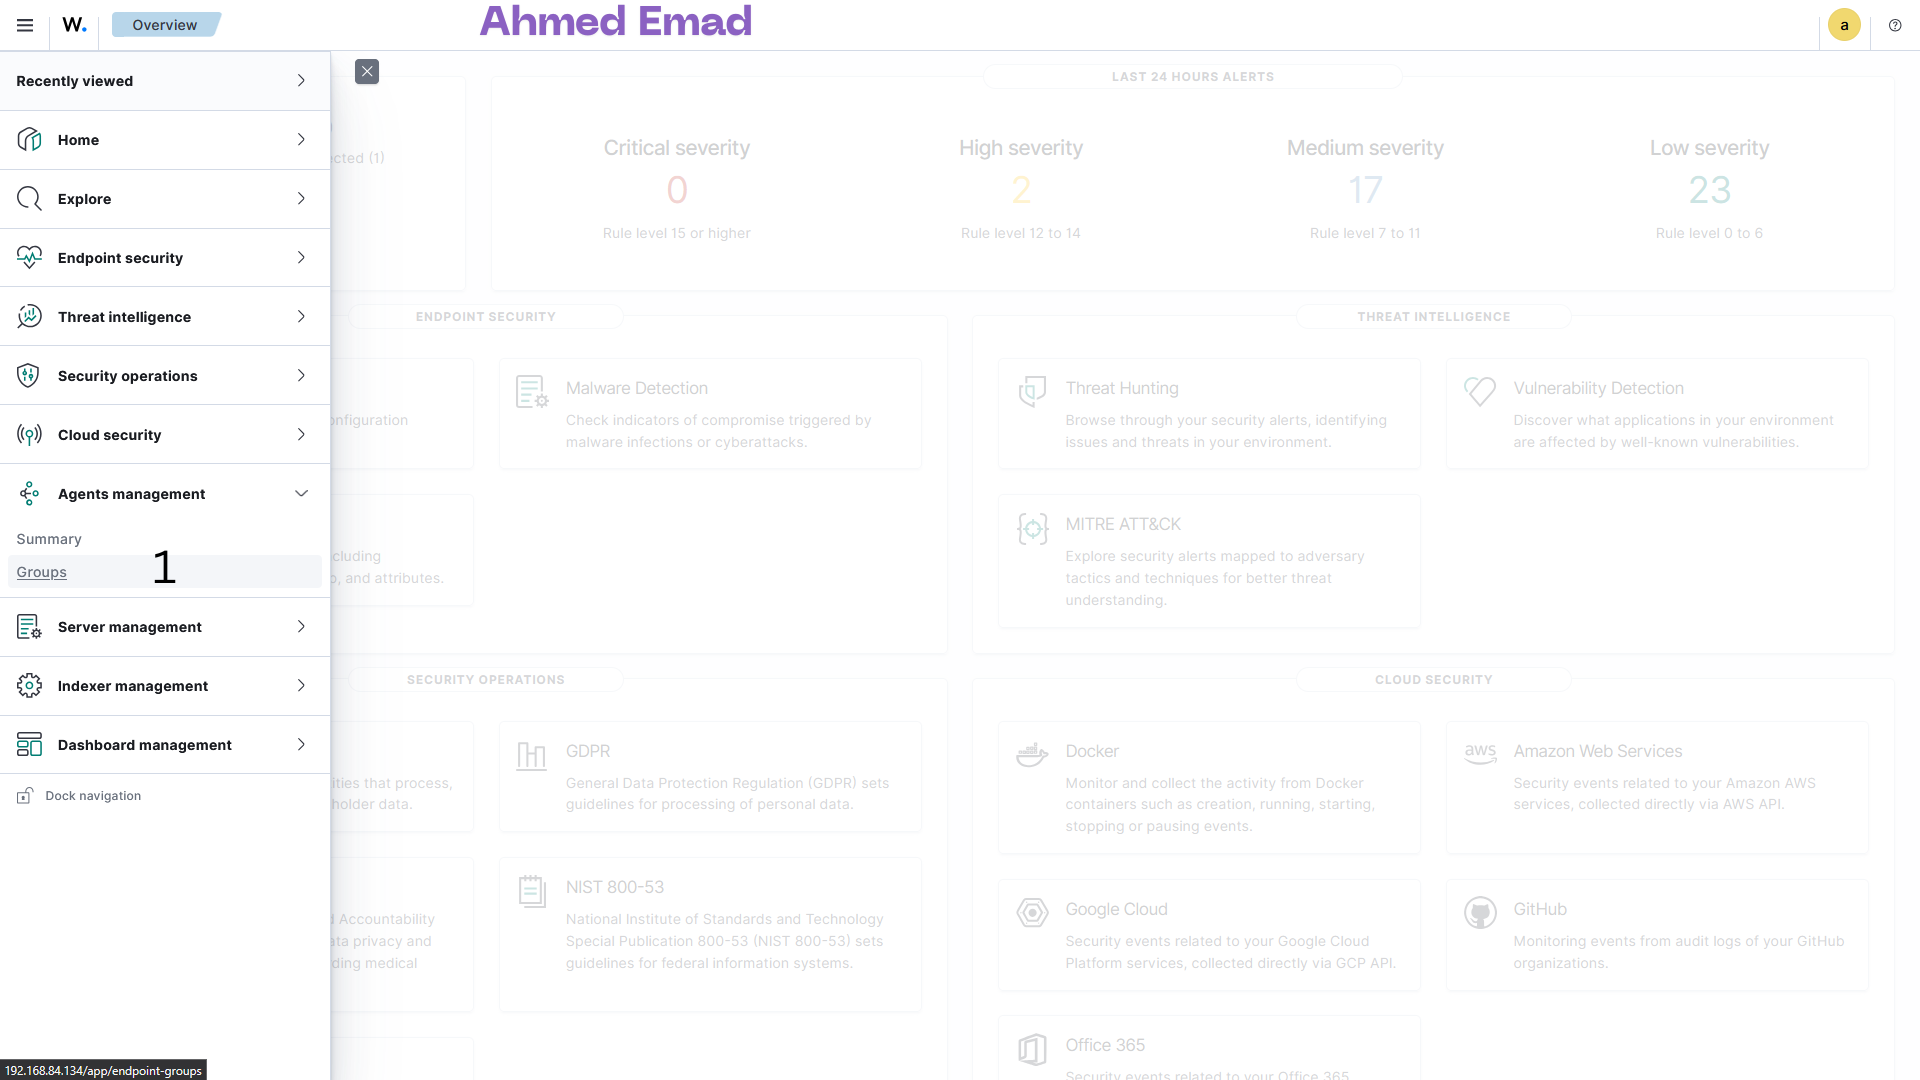 W.
Overview
Ahmed Emad
a
Recently viewed
Home
Explore
Endpoint security
Threat intelligence
Security operations
Cloud security
Agents management
Summary
Groups
1
Server management
Indexer management
Dashboard management
Dock navigation
192.168.84.134/app/endpoint-groups
ected (1)
LAST 24 HOURS ALERTS
Critical severity
0
Rule level 15 or higher
High severity
2
Rule level 12 to 14
Medium severity
17
Rule level 7 to 11
Low severity
23
Rule level 0 to 6
ENDPOINT SECURITY
onfiguration
Malware Detection
Check indicators of compromise triggered by
malware infections or cyberattacks.
cluding
o, and attributes.
THREAT INTELLIGENCE
Threat Hunting
Browse through your security alerts, identifying
issues and threats in your environment.
Vulnerability Detection
Discover what applications in your environment
are affected by well-known vulnerabilities.
MITRE ATT&CK
Explore security alerts mapped to adversary
tactics and techniques for better threat
understanding.
SECURITY OPERATIONS
ities that process,
holder data.
GDPR
General Data Protection Regulation (GDPR) sets
guidelines for processing of personal data.
d Accountability
ata privacy and
ding medical
NIST 800-53
National Institute of Standards and Technology
Special Publication 800-53 (NIST 800-53) sets
guidelines for federal information systems.
CLOUD SECURITY
Docker
Monitor and collect the activity from Docker
containers such as creation, running, starting,
stopping or pausing events.
aws
Amazon Web Services
Security events related to your Amazon AWS
services, collected directly via AWS API.
Google Cloud
Security events related to your Google Cloud
Platform services, collected directly via GCP API.
GitHub
Monitoring events from audit logs of your GitHub
organizations.
Office 365
Security events related to your Office 365